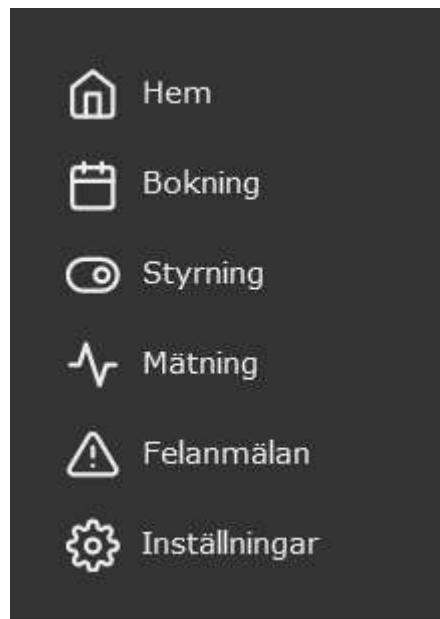 Hem
Bokning
Styrning
Mätning
Felanmälan
Inställningar